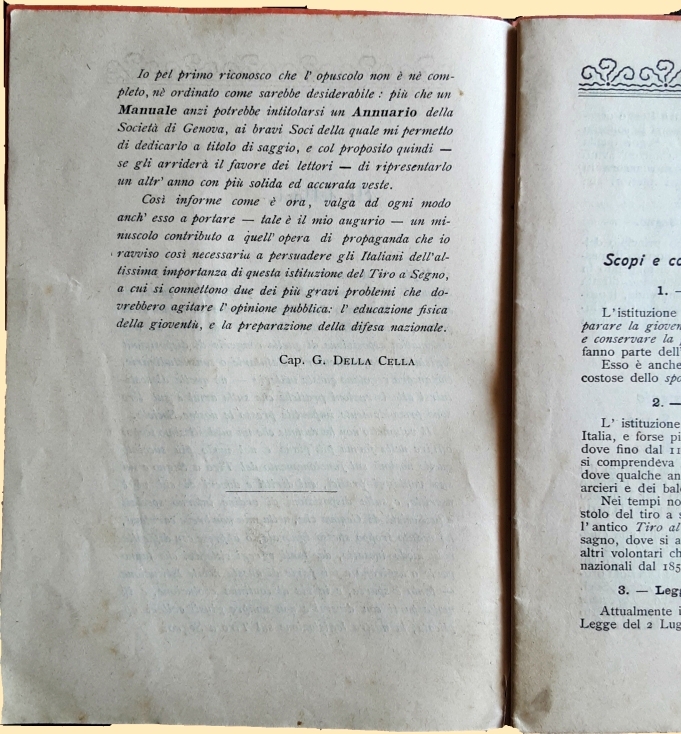 Io pel primo riconosco che l' opuscolo non è nè com-
pleto, nè ordinato come sarebbe desiderabile : più che un
Manuale anzi potrebbe intitolarsi un Annuario della
Società di Genova, ai bravi Soci della quale mi permetto
di dedicarlo a titolo di saggio, e col proposito quindi —
se gli arriderà il favore dei lettori — di ripresentarlo
un altr' anno con più solida ed accurata veste.
Così informe come è ora, valga ad ogni modo
anch' esso a portare — tale è il mio augurio — un mi-
nuscolo contributo a quell' opera di propaganda che io
ravviso così necessaria a persuadere gli Italiani dell'al-
tissima importanza di questa istituzione del Tiro a Segno,
a cui si connettono due dei più gravi problemi che do-
vrebbero agitare l' opinione pubblica: l' educazione fisica
della gioventù, e la preparazione della difesa nazionale.
Cap. G. DELLA CELLA
Scopi e co
1. —
L'istituzione
parare la gioven
e conservare la
fanno parte dell'
Esso è anche
costose dello spo
2. —
L' istituzione
Italia, e forse pi
dove fino dal 11
si comprendeva
dove qualche an
arcieri e dei bal
Nei tempi no
stolo del tiro a s
l' antico Tiro al
sagno, dove si a
altri volontari ch
nazionali dal 185
3. — Legg
Attualmente i
Legge del 2 Lug